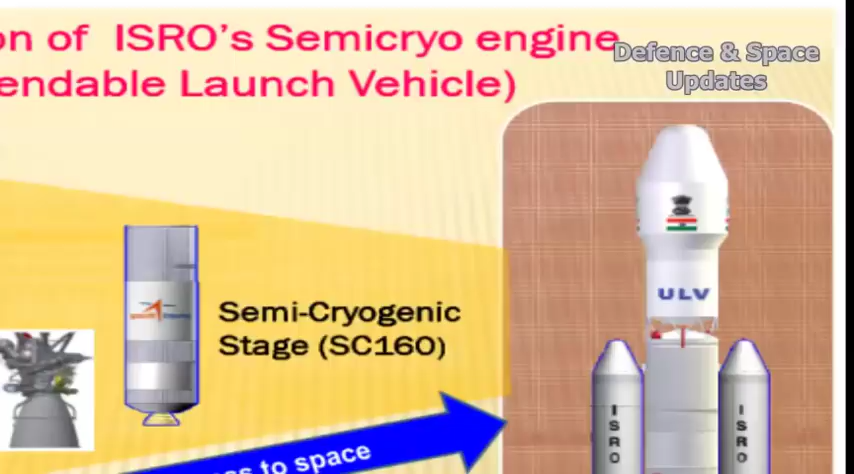 on of ISRO's Semicryo engine
endable Launch Vehicle)
Defence & Space
Updates
ULV
Semi-Cryogenic
Stage (SC160)
ISRO
ISRO
ss to space